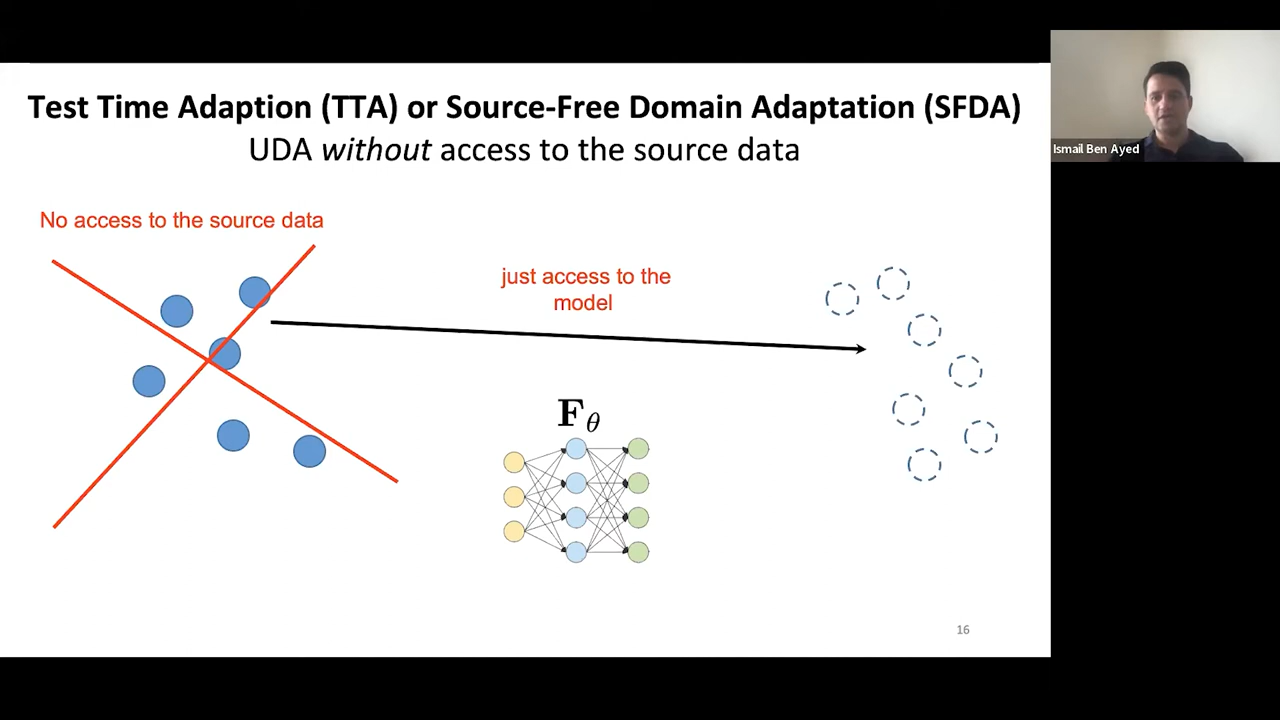 Test Time Adaption (TTA) or Source-Free Domain Adaptation (SFDA)
UDA without access to the source data
Ismail Ben Ayed
No access to the source data
just access to the
model
F_θ
16